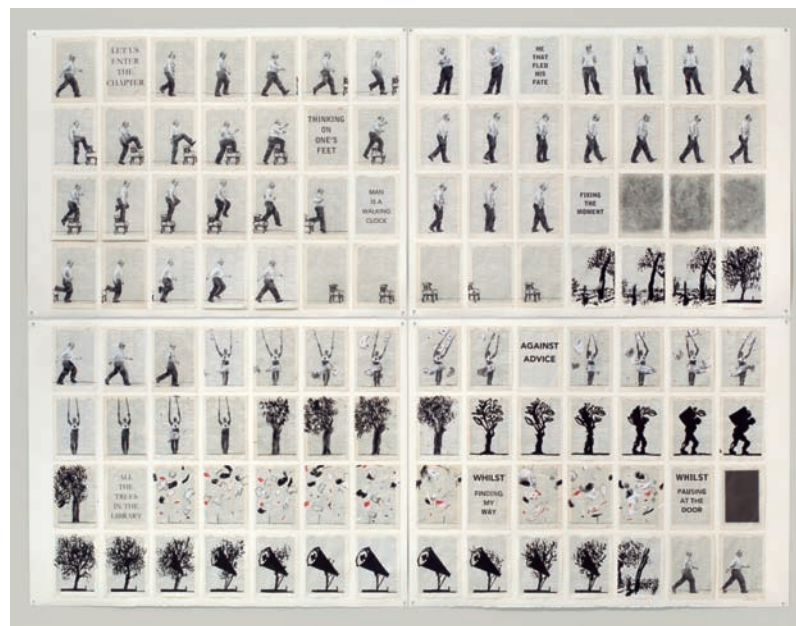 LET US
ENTER
THE
CHAPTER
HE
THAT
FLED
HIS
FATE
THINKING
ON
ONE'S
FEET
MAN
IS A
WALKING
CLOCK
FIXING
THE
MOMENT
AGAINST
ADVICE
ALL
THE
TREES
IN THE
LIBRARY
WHILST
FINDING
MY
WAY
WHILST
PAUSING
AT THE
DOOR